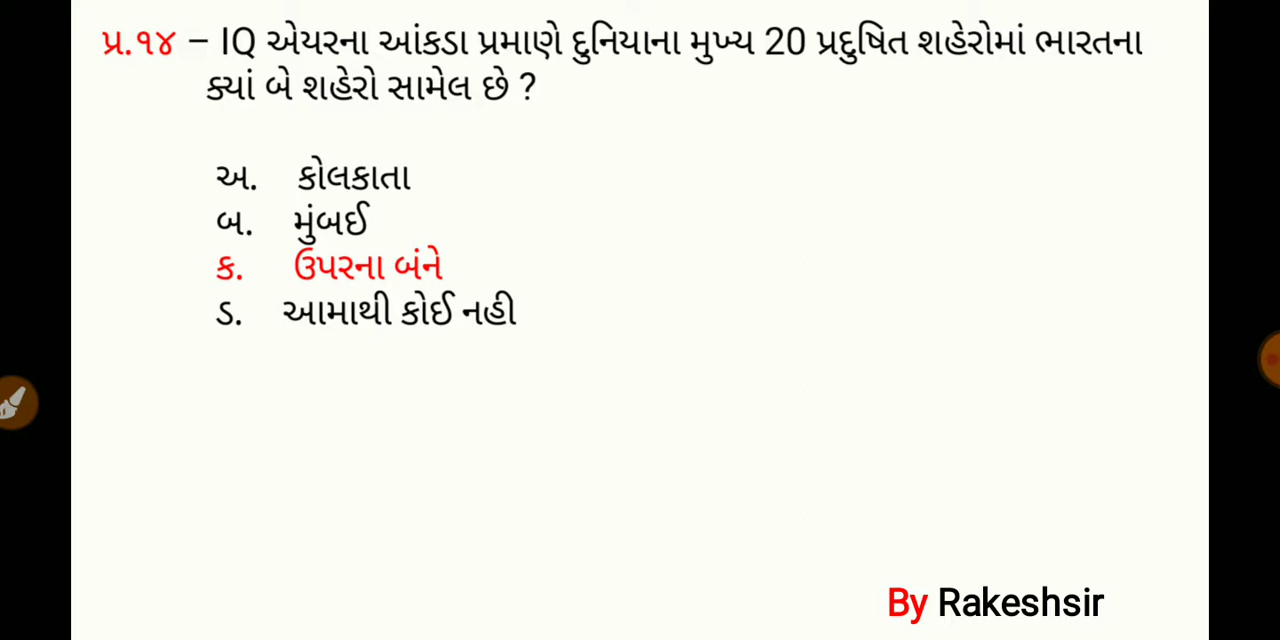 પ્ર.૧૪ – IQ એયરના આંકડા પ્રમાણે દુનિયાના મુખ્ય 20 પ્રદુષિત શહેરોમાં ભારતના
ક્યાં બે શહેરો સામેલ છે ?
અ. કોલકાતા
બ. મુંબઈ
ક. ઉપરના બંને
ડ. આમાથી કોઈ નહી
By Rakeshsir